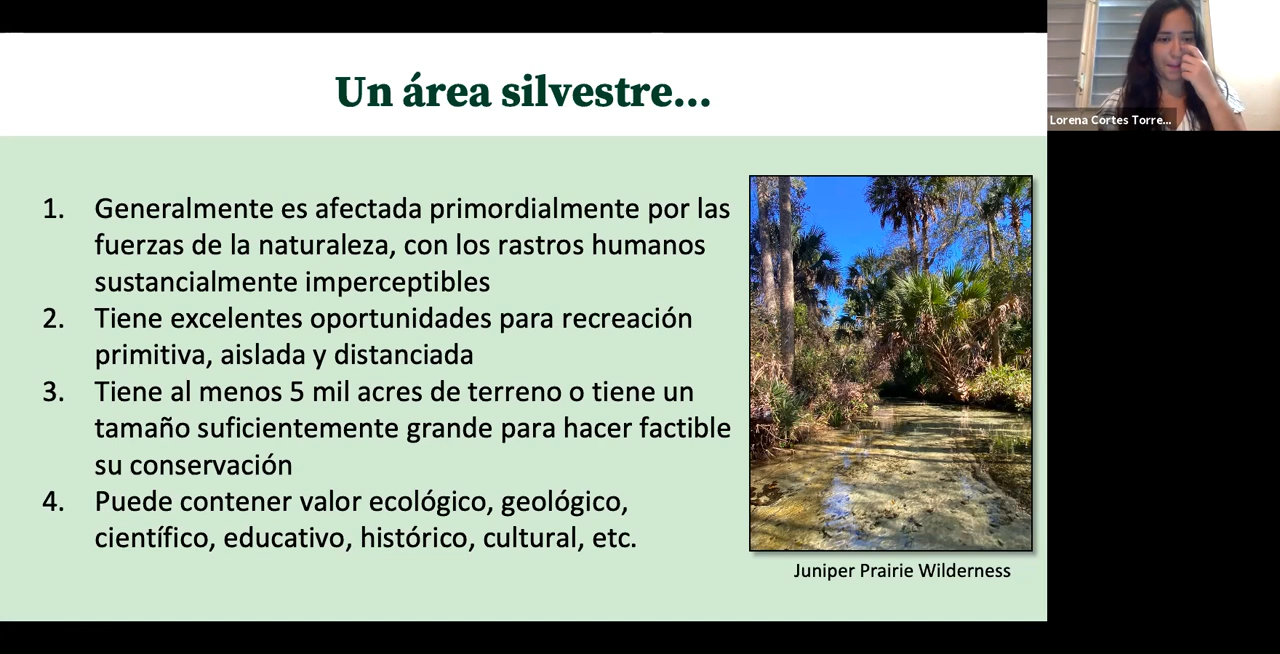 Un área silvestre...
Lorena Cortes Torre...
1. Generalmente es afectada primordialmente por las
fuerzas de la naturaleza, con los rastros humanos
sustancialmente imperceptibles
2. Tiene excelentes oportunidades para recreación
primitiva, aislada y distanciada
3. Tiene al menos 5 mil acres de terreno o tiene un
tamaño suficientemente grande para hacer factible
su conservación
4. Puede contener valor ecológico, geológico,
científico, educativo, histórico, cultural, etc.
Juniper Prairie Wilderness